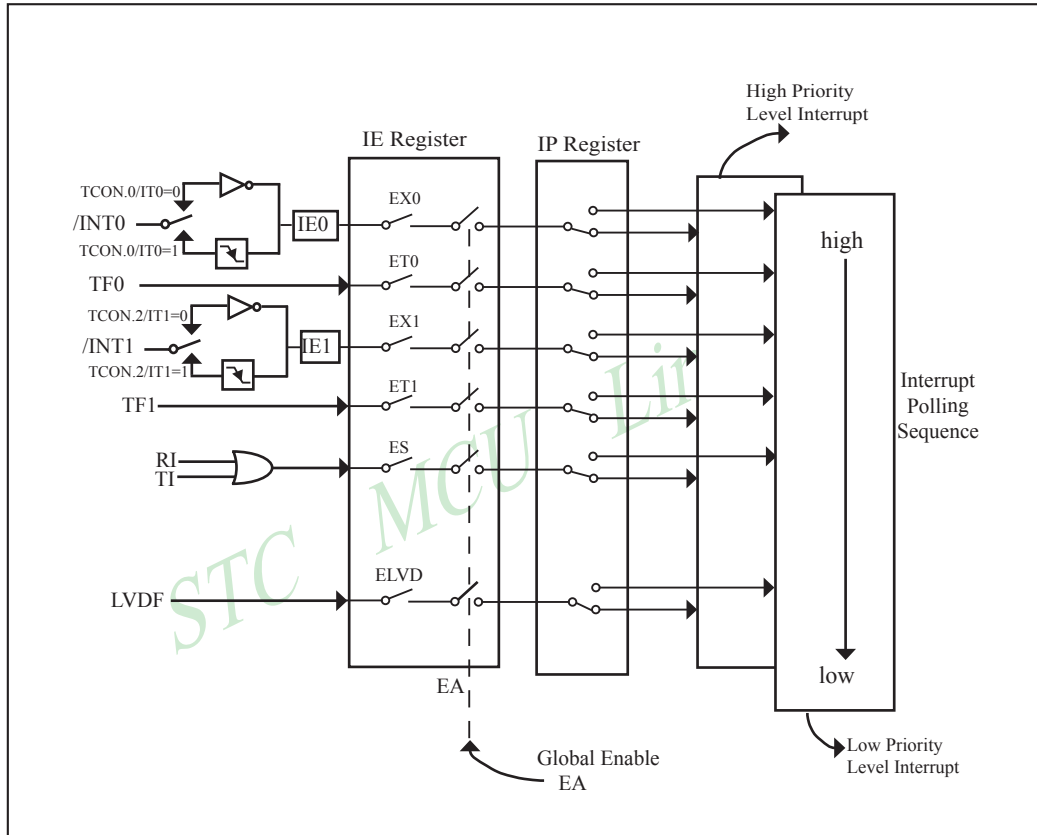 High Priority
Level Interrupt
IE Register
IP Register
TCON.0/IT0=0
/INT0
TCON.0/IT0=1
IE0
EX0
high
TF0
ET0
TCON.2/IT1=0
/INT1
TCON.2/IT1=1
IE1
EX1
TF1
ET1
Interrupt
Polling
Sequence
RI
TI
ES
LVDF
ELVD
low
EA
Global Enable
EA
Low Priority
Level Interrupt
STC MCU Lir